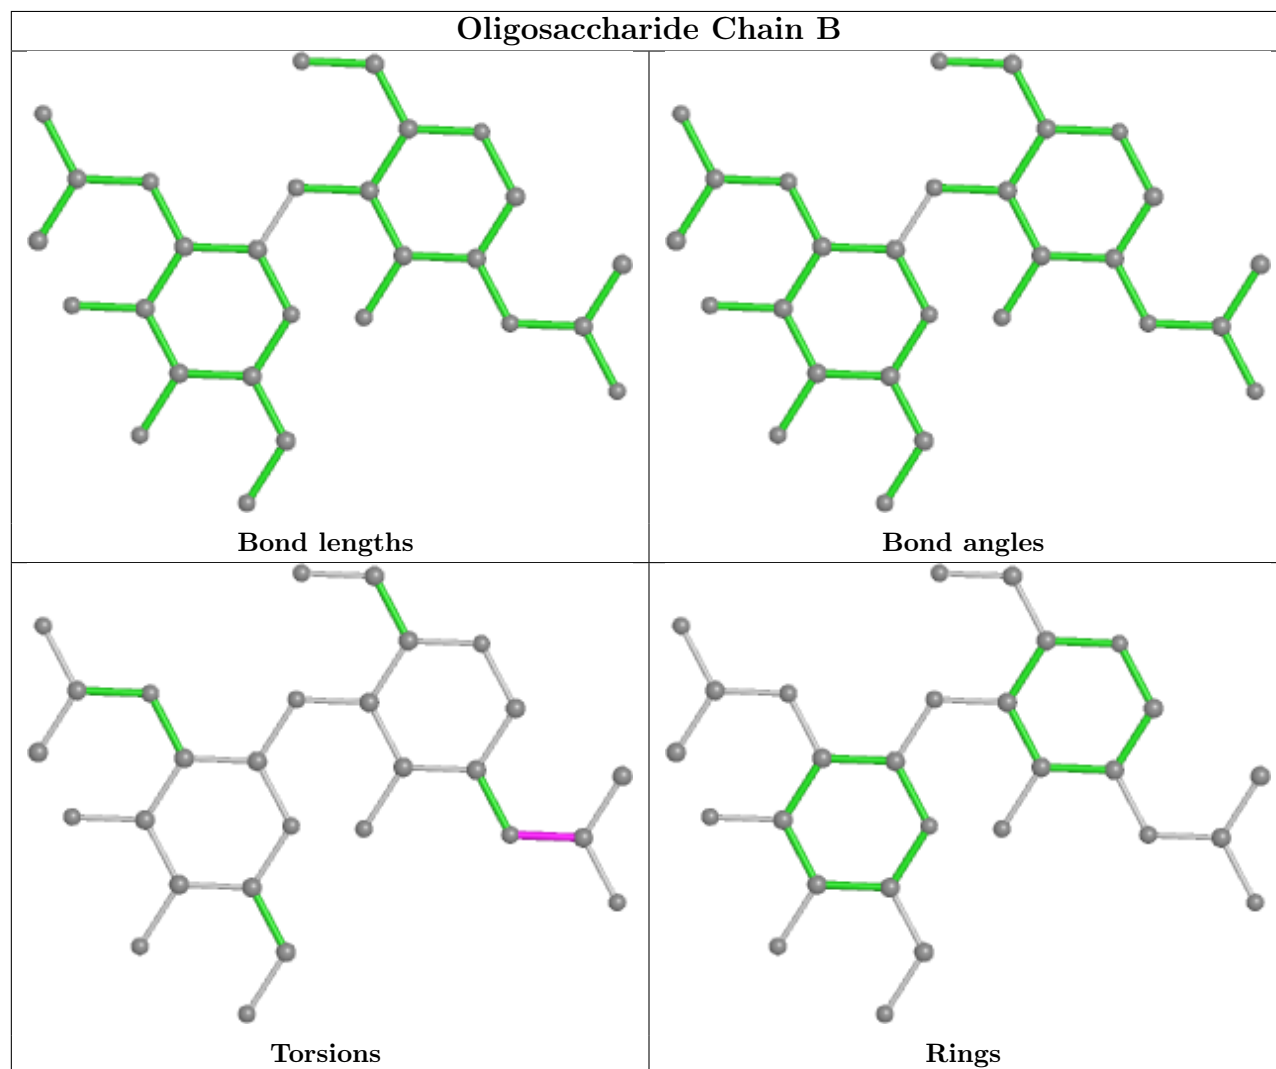 Oligosaccharide Chain B
Bond lengths
Bond angles
Torsions
Rings